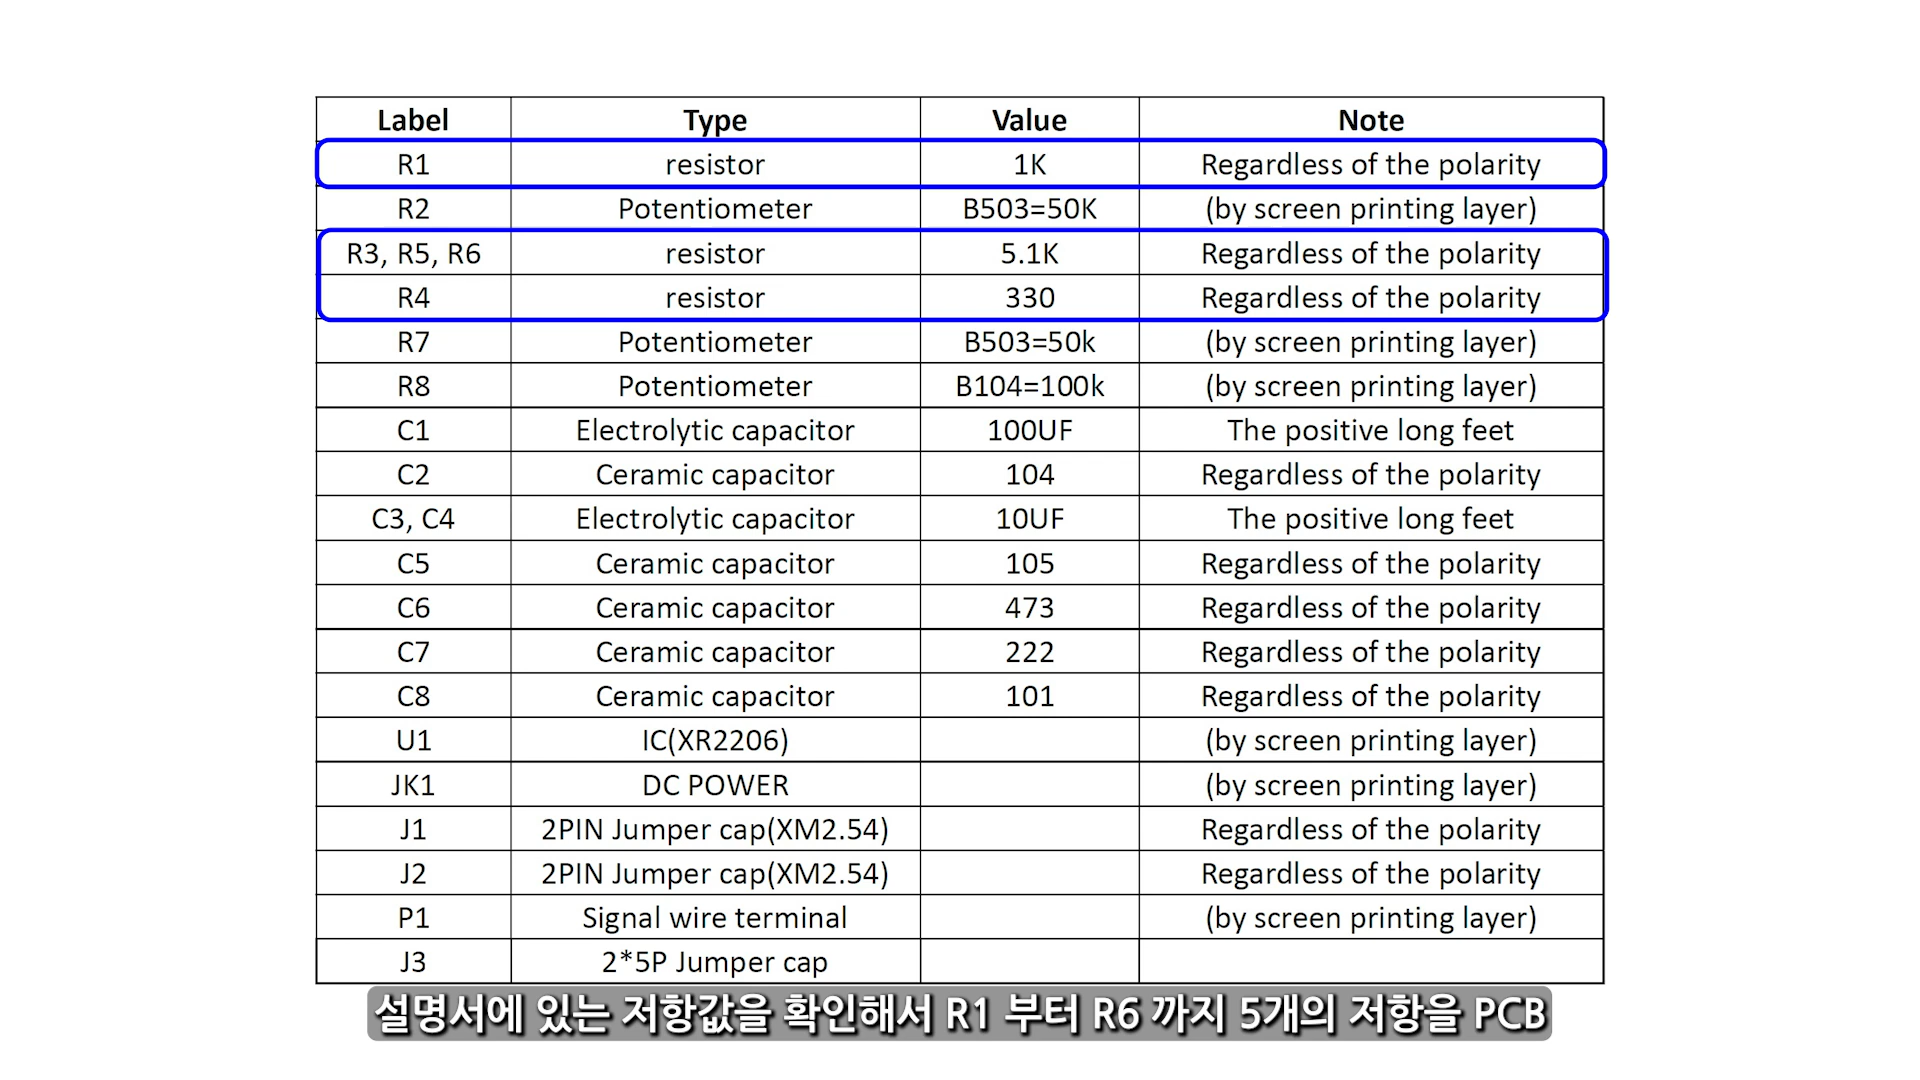 Label Type Value Note
R1 resistor 1K Regardless of the polarity
R2 Potentiometer B503=50K (by screen printing layer)
R3, R5, R6 resistor 5.1K Regardless of the polarity
R4 resistor 330 Regardless of the polarity
R7 Potentiometer B503=50k (by screen printing layer)
R8 Potentiometer B104=100k (by screen printing layer)
C1 Electrolytic capacitor 100UF The positive long feet
C2 Ceramic capacitor 104 Regardless of the polarity
C3, C4 Electrolytic capacitor 10UF The positive long feet
C5 Ceramic capacitor 105 Regardless of the polarity
C6 Ceramic capacitor 473 Regardless of the polarity
C7 Ceramic capacitor 222 Regardless of the polarity
C8 Ceramic capacitor 101 Regardless of the polarity
U1 IC(XR2206) (by screen printing layer)
JK1 DC POWER (by screen printing layer)
J1 2PIN Jumper cap(XM2.54) Regardless of the polarity
J2 2PIN Jumper cap(XM2.54) Regardless of the polarity
P1 Signal wire terminal (by screen printing layer)
J3 2*5P Jumper cap
설명서에 있는 저항값을 확인해서 R1 부터 R6 까지 5개의 저항을 PCB